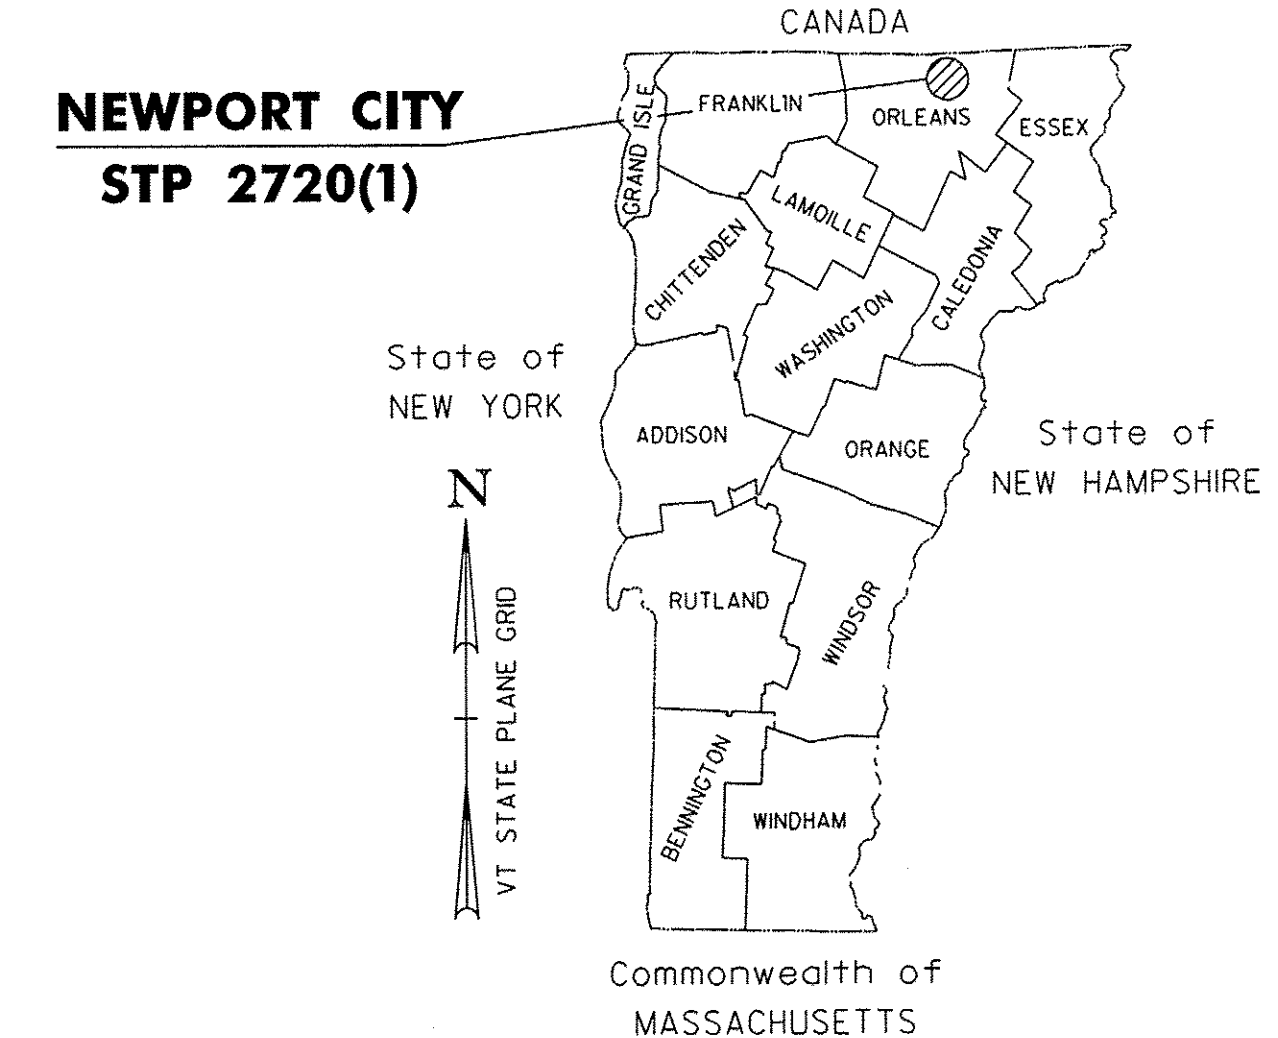 CANADA
NEWPORT CITY
STP 2720(1)
GRAND ISLE
FRANKLIN
ORLEANS
ESSEX
LAMOILLE
CHITTENDEN
CALEDONIA
WASHINGTON
State of
NEW YORK
ADDISON
ORANGE
State of
NEW HAMPSHIRE
N
VT STATE PLANE GRID
RUTLAND
WINDSOR
BENNINGTON
WINDHAM
Commonwealth of
MASSACHUSETTS